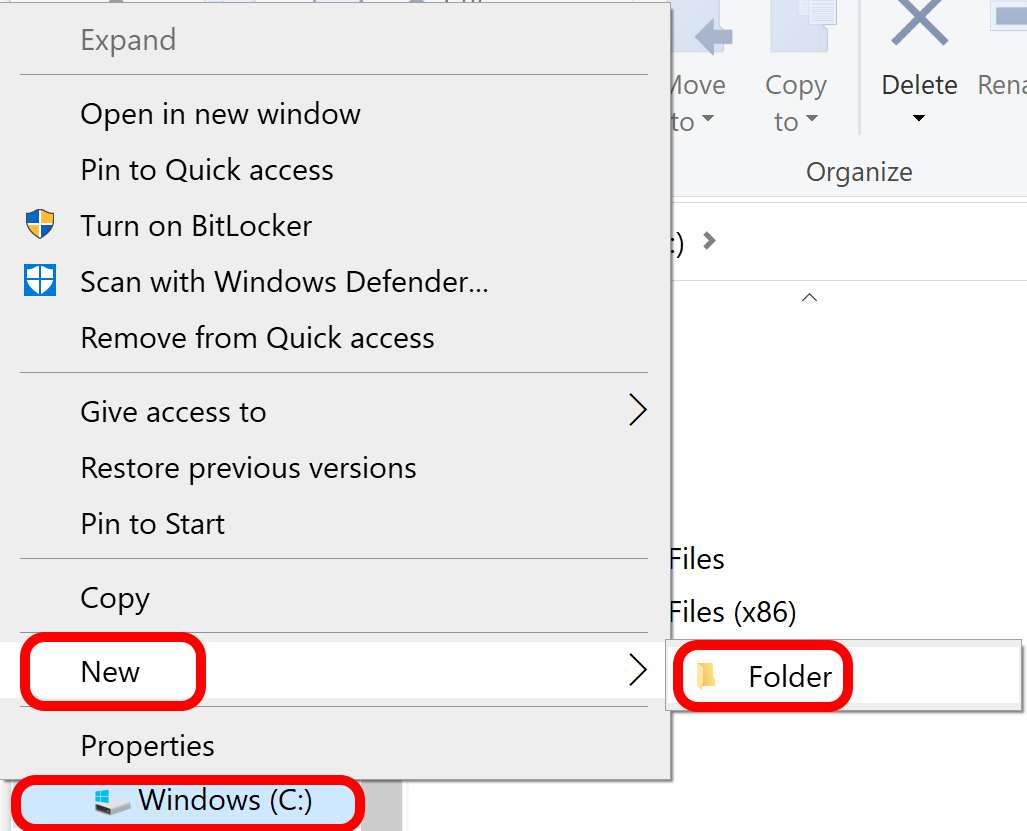 Expand
Open in new window
Pin to Quick access
Turn on BitLocker
Scan with Windows Defender...
Remove from Quick access
Give access to
Restore previous versions
Pin to Start
Copy
New
Properties
Windows (C:)
Move
to
Copy
to
Delete
Organize
:)
Files
Files (x86)
Folder